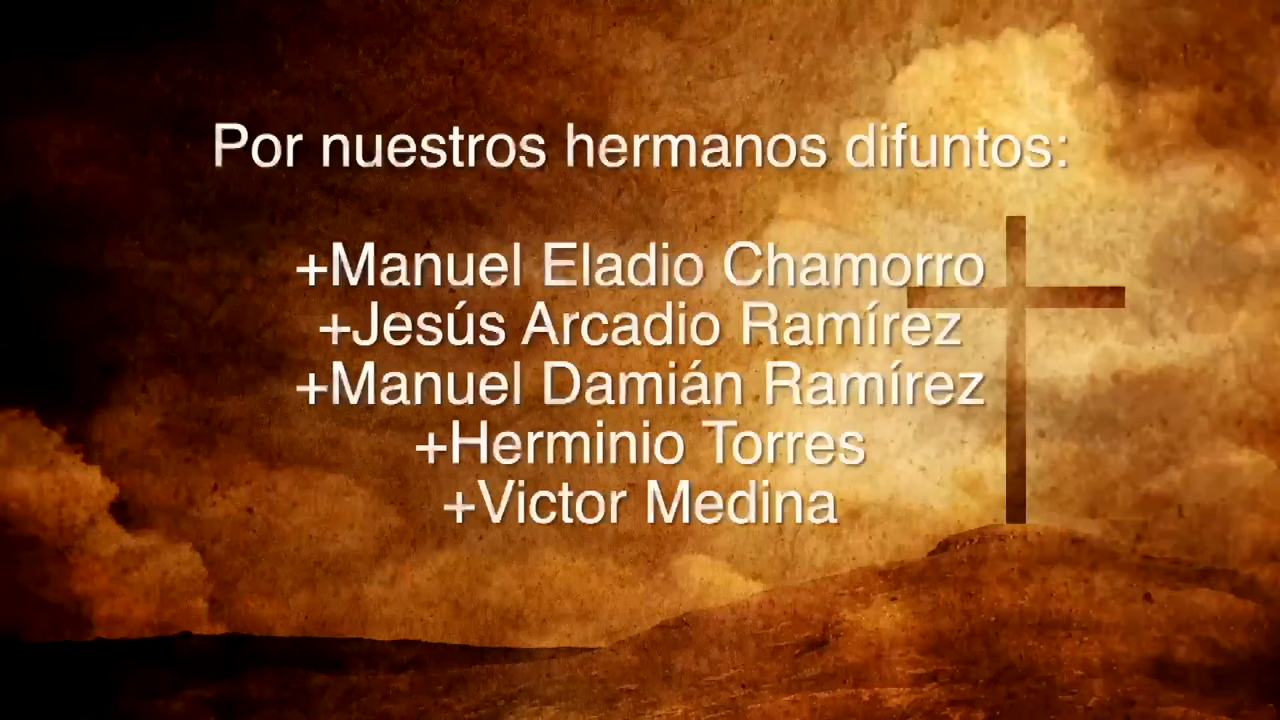 Por nuestros hermanos difuntos:
+Manuel Eladio Chamorro
+Jesús Arcadio Ramírez
+Manuel Damián Ramírez
+Herminio Torres
+Victor Medina